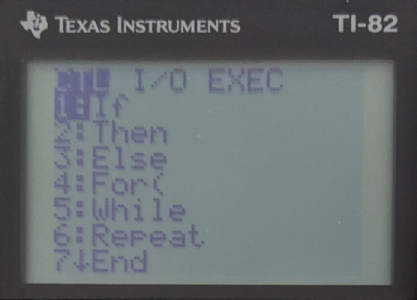 TEXAS INSTRUMENTS TI-82
CTL I/O EXEC
1:If
2:Then
3:Else
4:For(
5:While
6:Repeat
7↓End